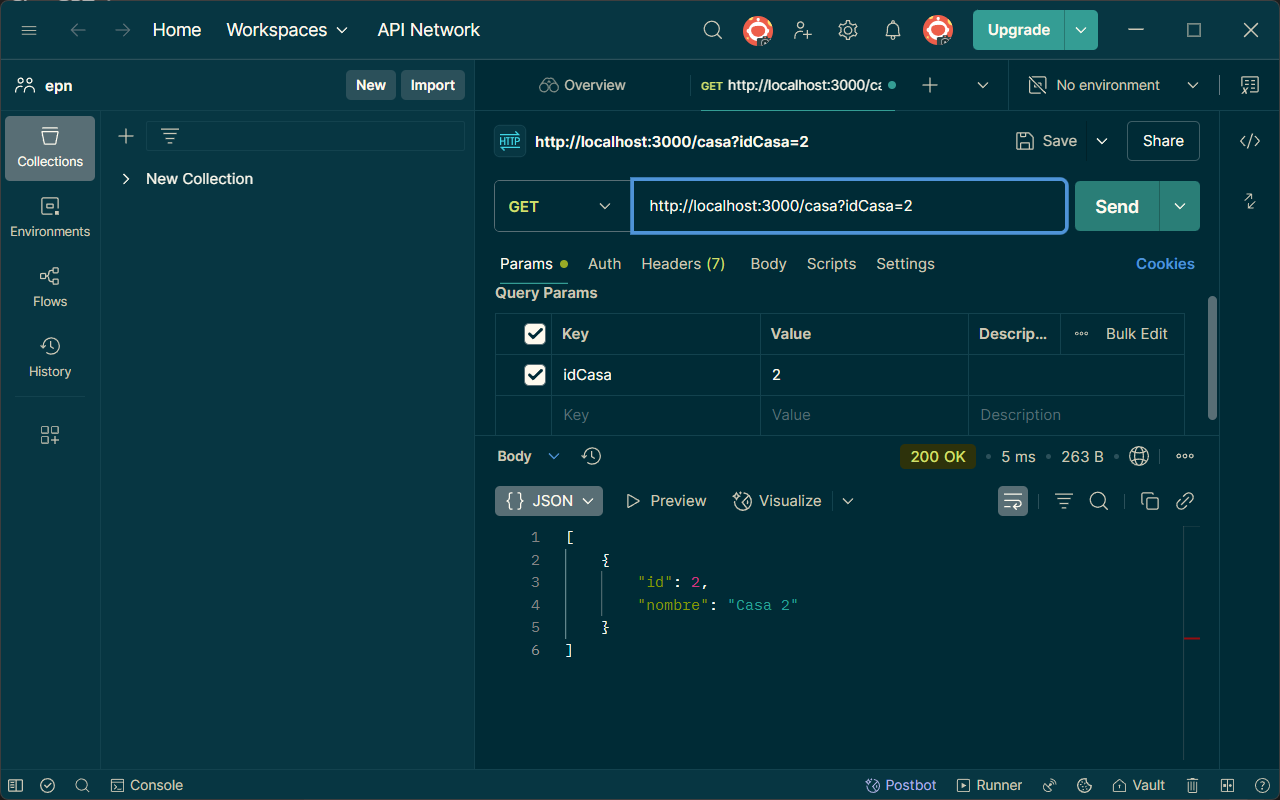 Home Workspaces API Network Upgrade
epn New Import Overview GET http://localhost:3000/ca No environment
Collections
Environments
Flows
History
New Collection
HTTP http://localhost:3000/casa?idCasa=2 Save Share
GET http://localhost:3000/casa?idCasa=2 Send
Params Auth Headers (7) Body Scripts Settings Cookies
Query Params
Key Value Descrip... Bulk Edit
idCasa 2
Key Value Description
Body 200 OK 5 ms 263 B
{} JSON Preview Visualize
1 [
2 {
3 "id": 2,
4 "nombre": "Casa 2"
5 }
6 ]
Console Postbot Runner Vault